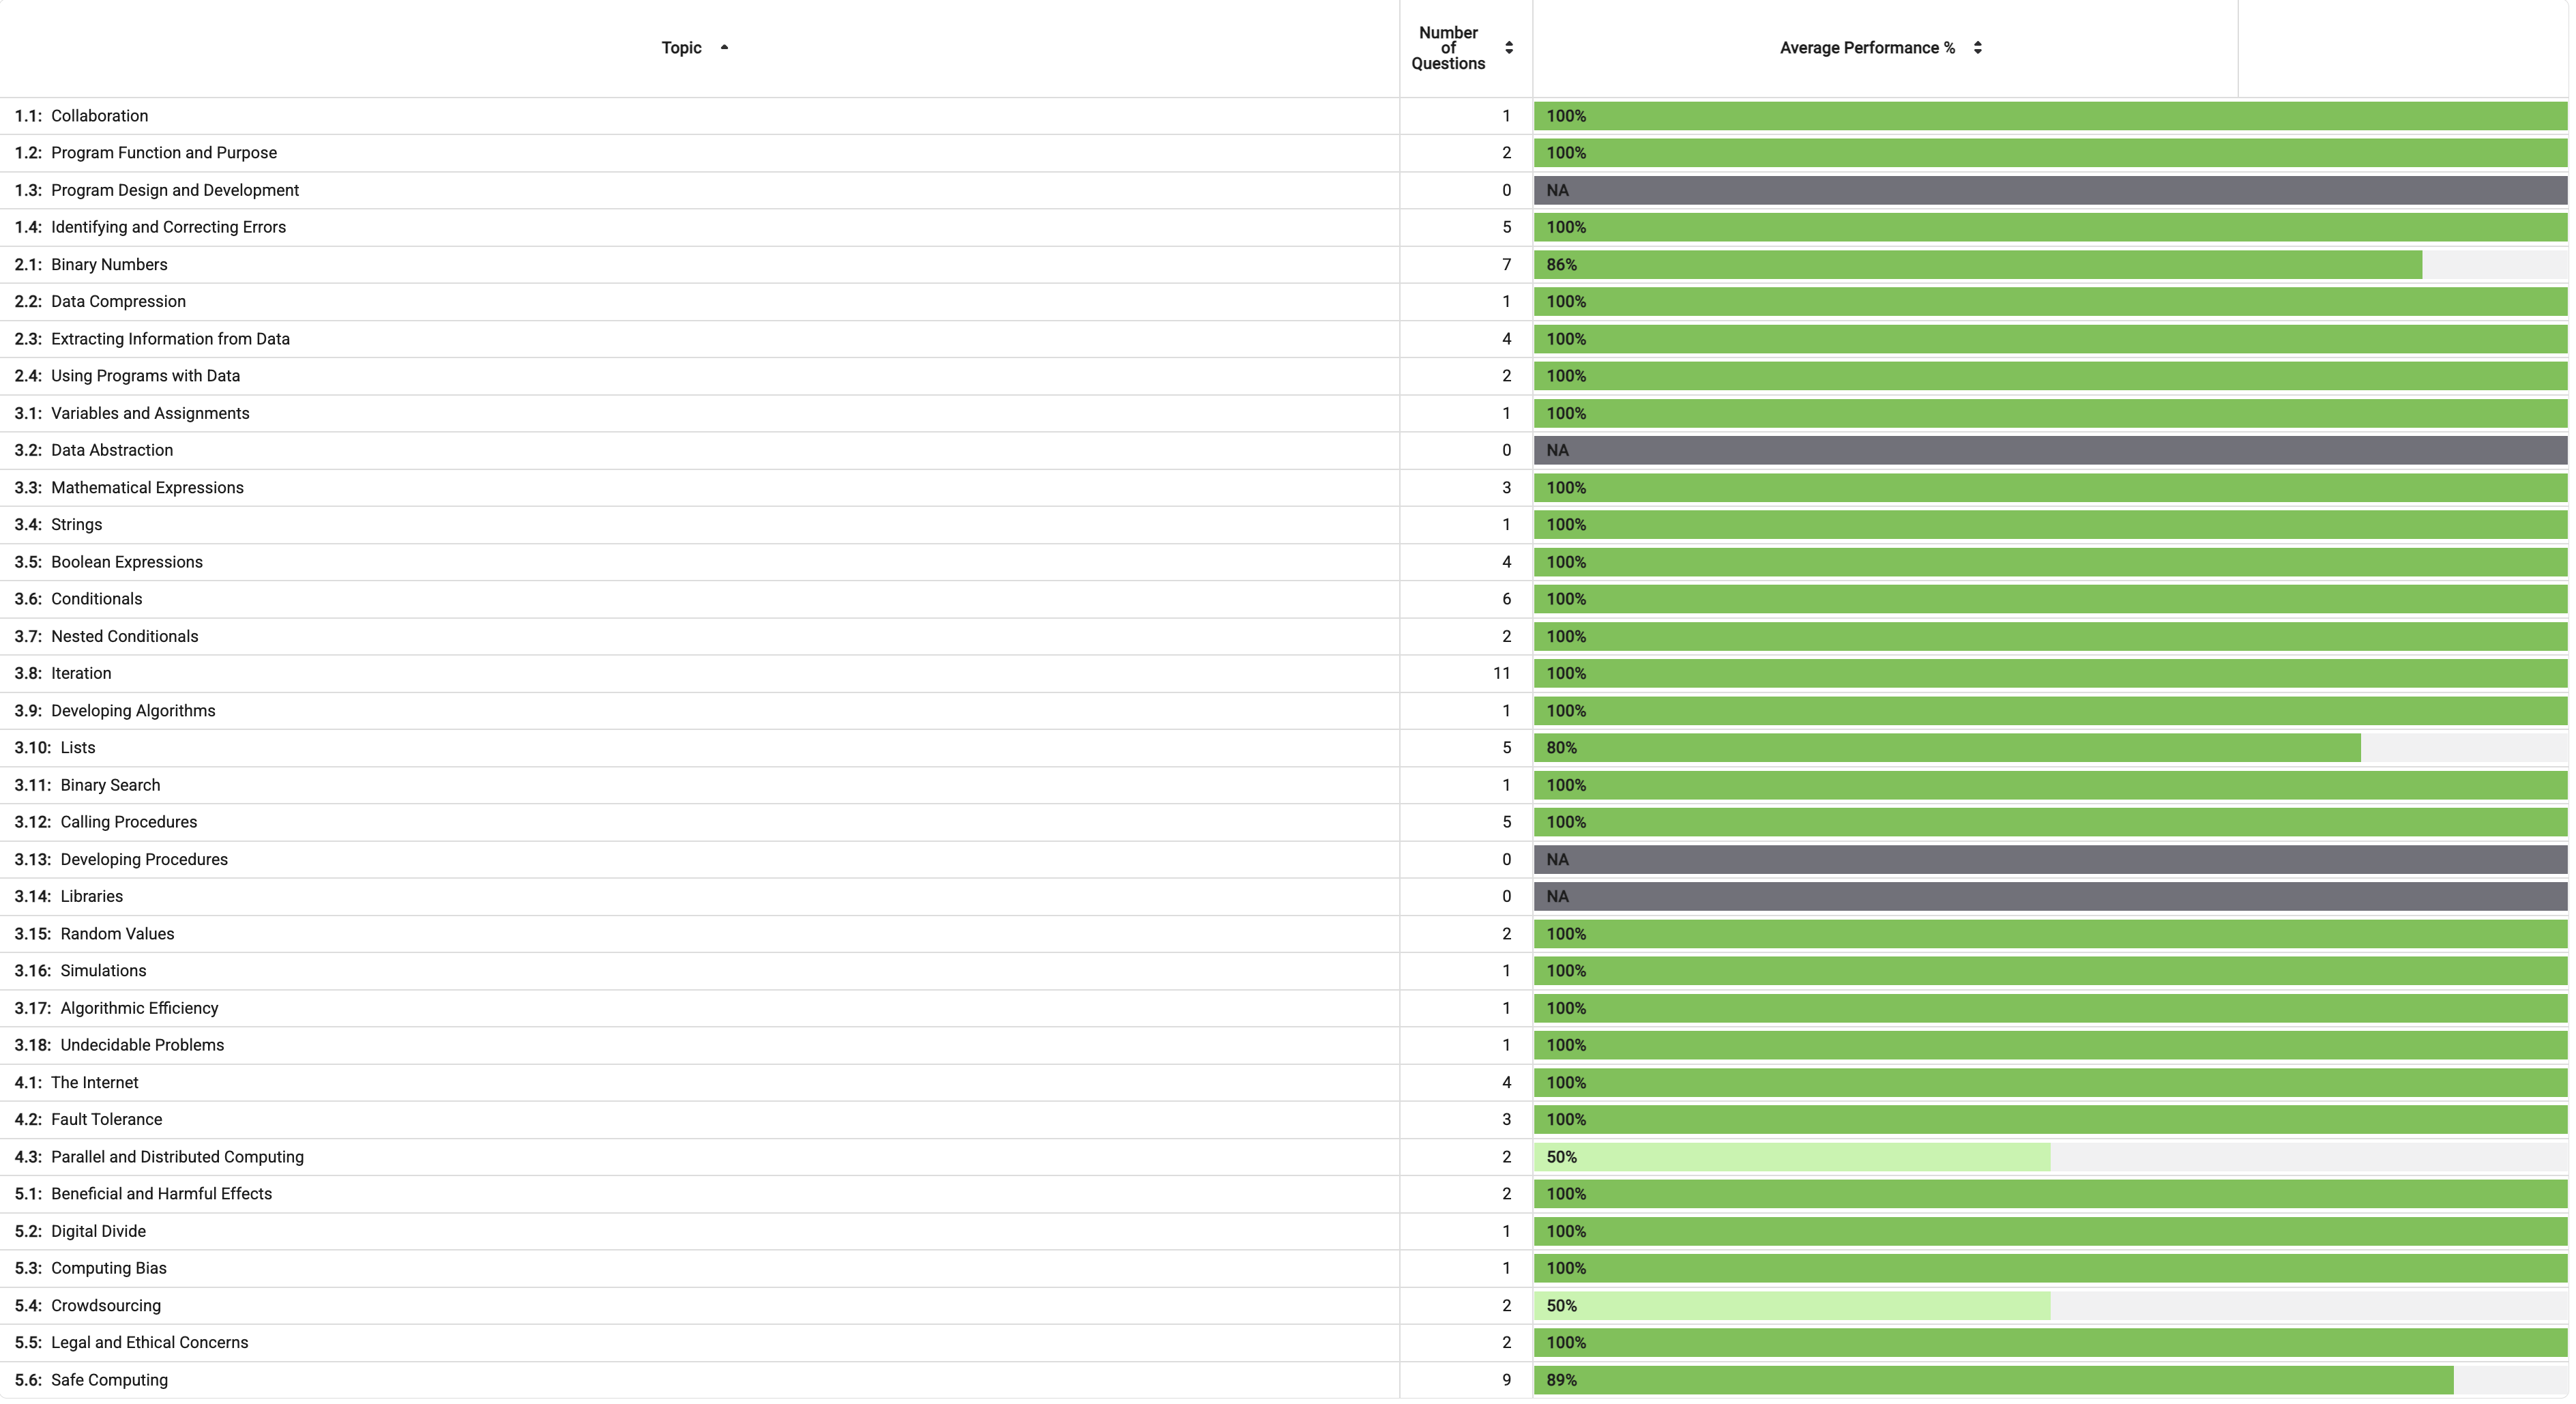 Topic
Number
of
Questions
Average Performance %
1.1: Collaboration 1 100%
1.2: Program Function and Purpose 2 100%
1.3: Program Design and Development 0 NA
1.4: Identifying and Correcting Errors 5 100%
2.1: Binary Numbers 7 86%
2.2: Data Compression 1 100%
2.3: Extracting Information from Data 4 100%
2.4: Using Programs with Data 2 100%
3.1: Variables and Assignments 1 100%
3.2: Data Abstraction 0 NA
3.3: Mathematical Expressions 3 100%
3.4: Strings 1 100%
3.5: Boolean Expressions 4 100%
3.6: Conditionals 6 100%
3.7: Nested Conditionals 2 100%
3.8: Iteration 11 100%
3.9: Developing Algorithms 1 100%
3.10: Lists 5 80%
3.11: Binary Search 1 100%
3.12: Calling Procedures 5 100%
3.13: Developing Procedures 0 NA
3.14: Libraries 0 NA
3.15: Random Values 2 100%
3.16: Simulations 1 100%
3.17: Algorithmic Efficiency 1 100%
3.18: Undecidable Problems 1 100%
4.1: The Internet 4 100%
4.2: Fault Tolerance 3 100%
4.3: Parallel and Distributed Computing 2 50%
5.1: Beneficial and Harmful Effects 2 100%
5.2: Digital Divide 1 100%
5.3: Computing Bias 1 100%
5.4: Crowdsourcing 2 50%
5.5: Legal and Ethical Concerns 2 100%
5.6: Safe Computing 9 89%